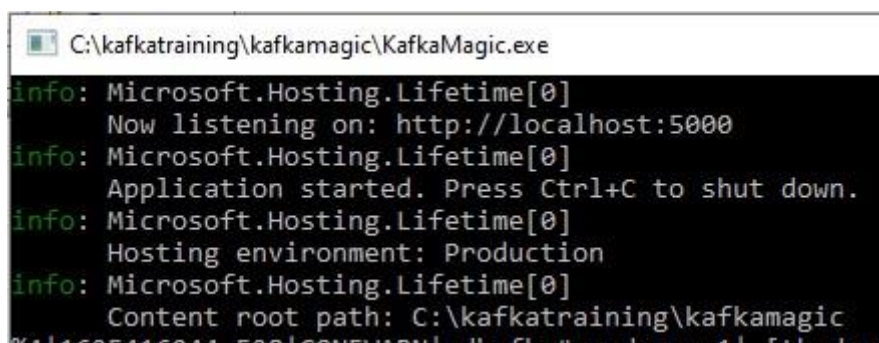 C:\kafkatraining\kafkamagic\KafkaMagic.exe
info: Microsoft.Hosting.Lifetime[0]
Now listening on: http://localhost:5000
info: Microsoft.Hosting.Lifetime[0]
Application started. Press Ctrl+C to shut down.
info: Microsoft.Hosting.Lifetime[0]
Hosting environment: Production
info: Microsoft.Hosting.Lifetime[0]
Content root path: C:\kafkatraining\kafkamagic